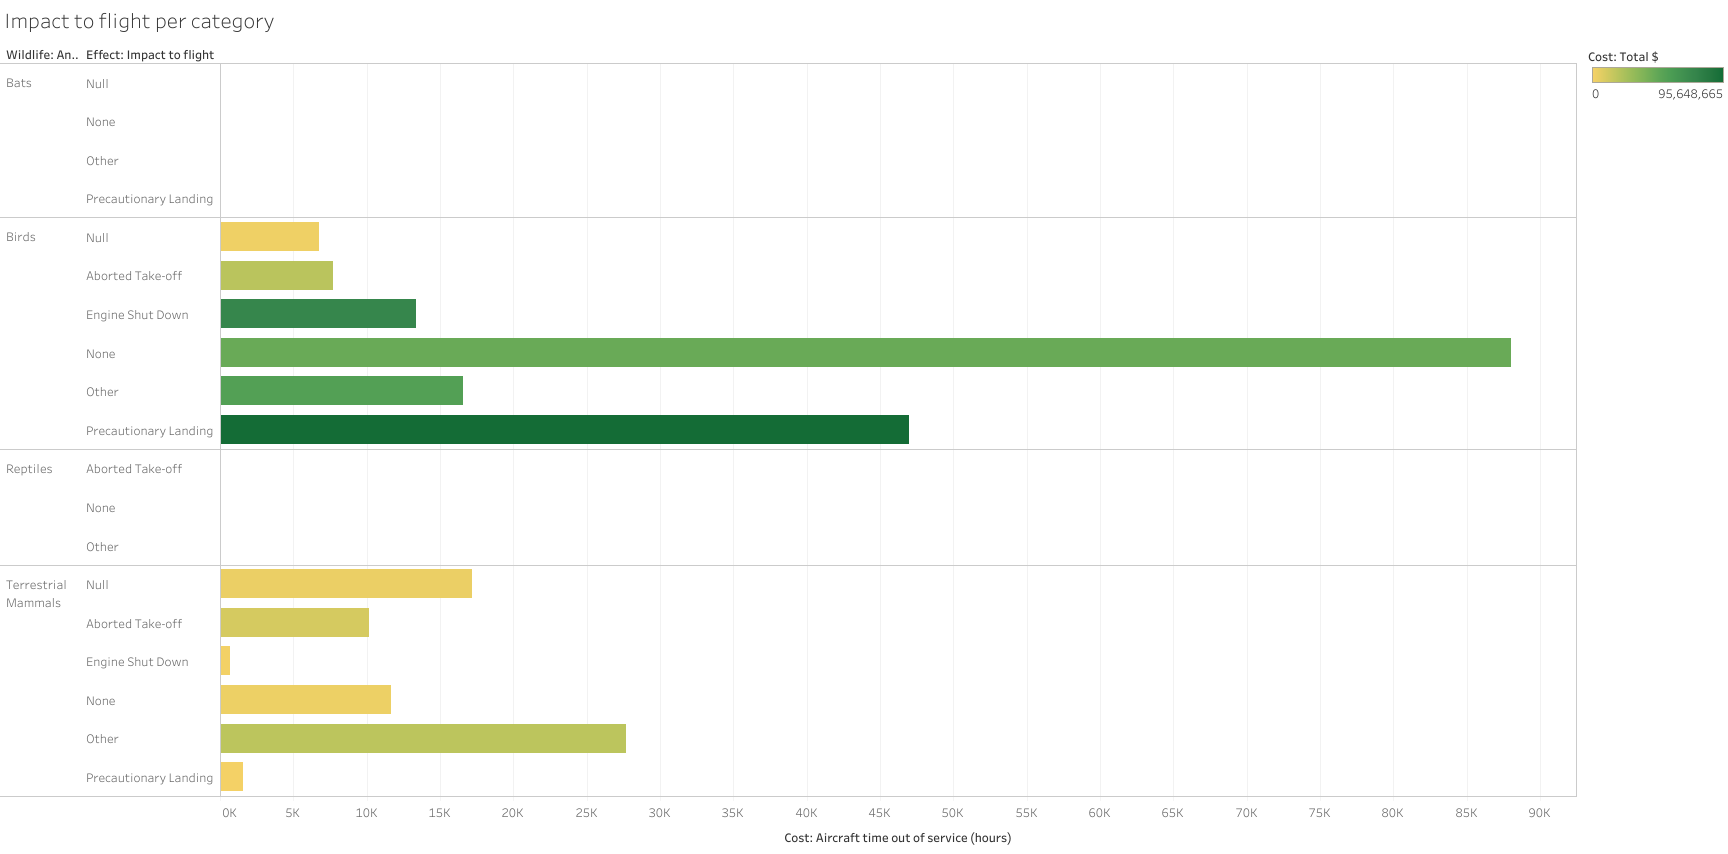 Impact to flight per category
Wildlife: An.. Effect: Impact to flight
Cost: Total $
0 95,648,665
Bats Null
None
Other
Precautionary Landing
Birds Null
Aborted Take-off
Engine Shut Down
None
Other
Precautionary Landing
Reptiles Aborted Take-off
None
Other
Terrestrial Null
Mammals
Aborted Take-off
Engine Shut Down
None
Other
Precautionary Landing
0K 5K 10K 15K 20K 25K 30K 35K 40K 45K 50K 55K 60K 65K 70K 75K 80K 85K 90K
Cost: Aircraft time out of service (hours)